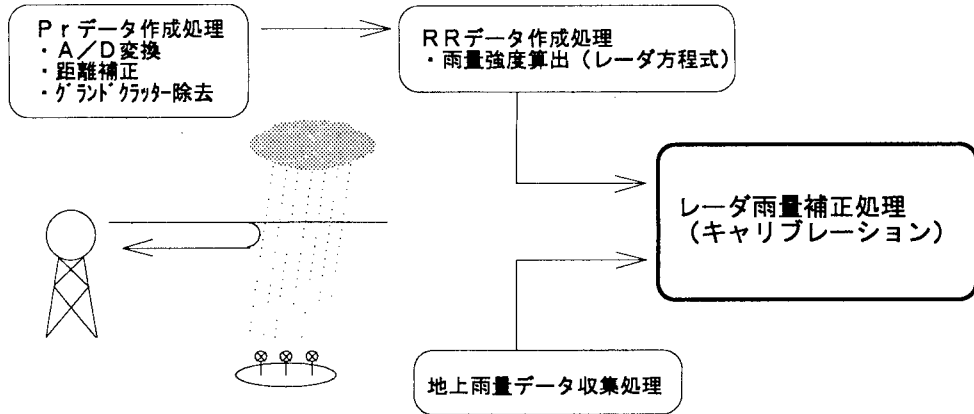 Ｐｒデータ作成処理
・Ａ／Ｄ変換
・距離補正
・ｸﾞﾗﾝﾄﾞｸﾗｯﾀｰ除去
ＲＲデータ作成処理
・雨量強度算出（レーダ方程式）
レーダ雨量補正処理
（キャリブレーション）
地上雨量データ収集処理